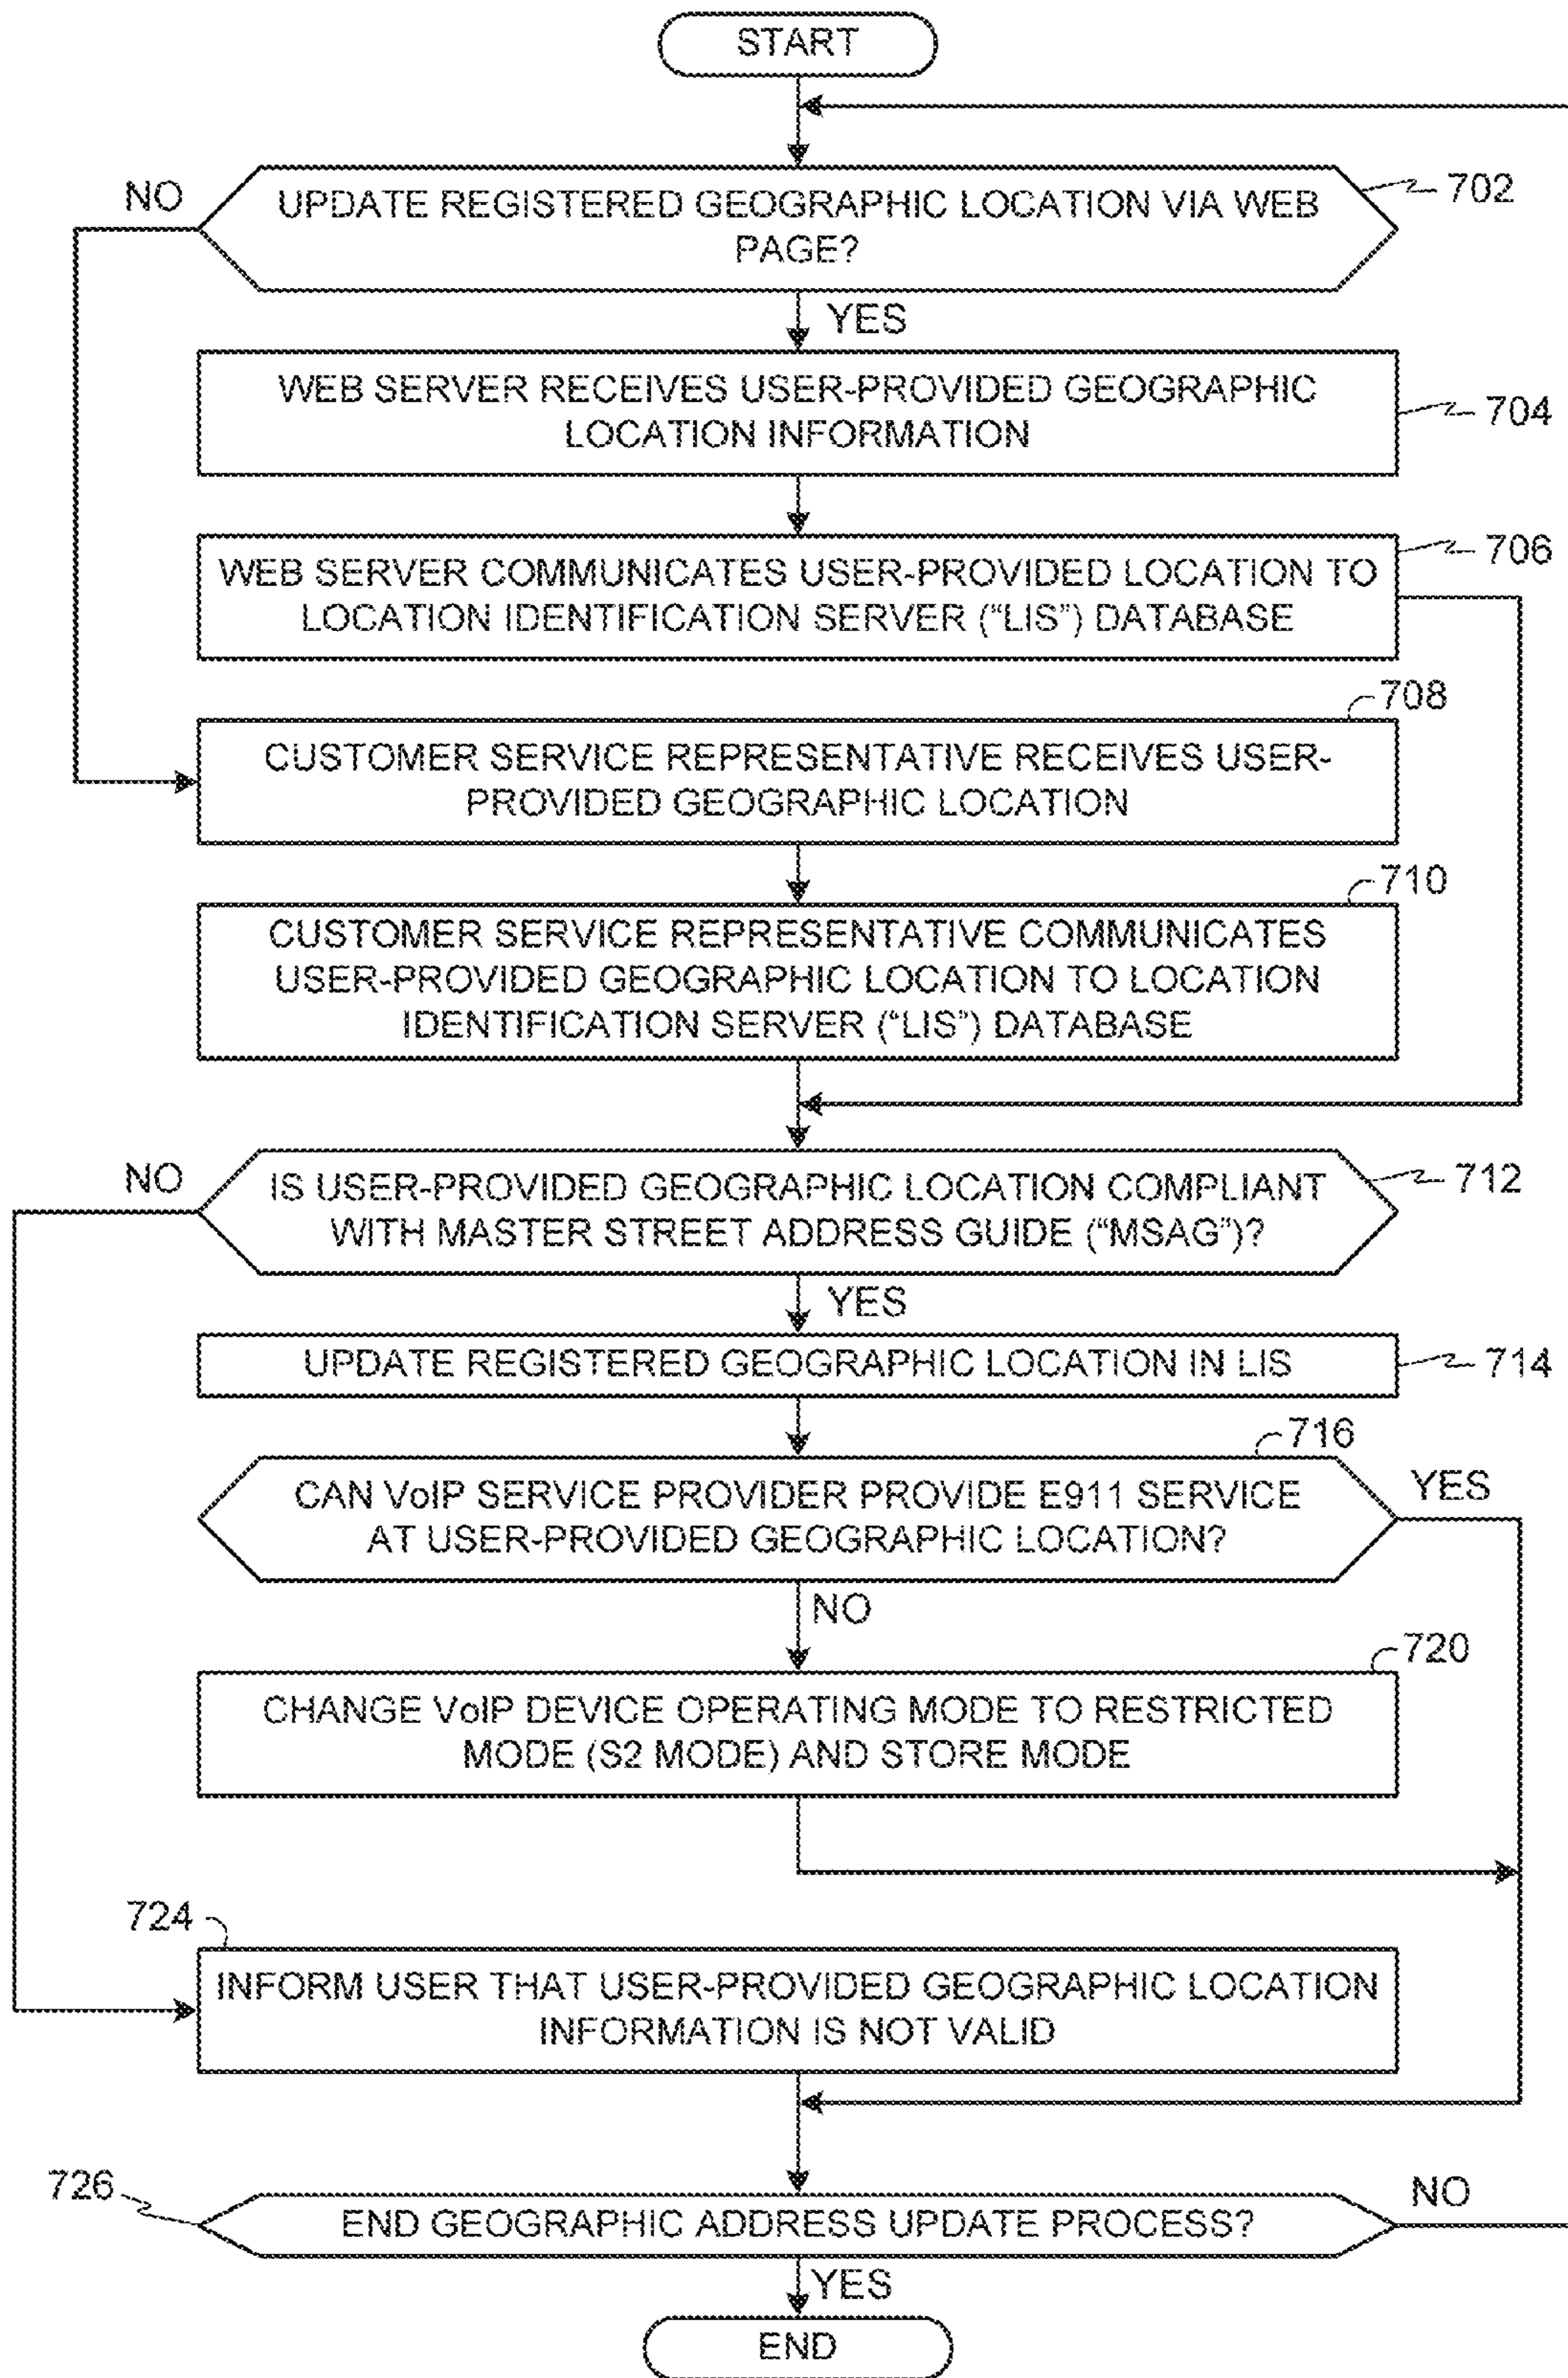 START
NO
UPDATE REGISTERED GEOGRAPHIC LOCATION VIA WEB
PAGE?
702
YES
WEB SERVER RECEIVES USER-PROVIDED GEOGRAPHIC
LOCATION INFORMATION
704
WEB SERVER COMMUNICATES USER-PROVIDED LOCATION TO
LOCATION IDENTIFICATION SERVER (“LIS”) DATABASE
706
708
CUSTOMER SERVICE REPRESENTATIVE RECEIVES USER-
PROVIDED GEOGRAPHIC LOCATION
710
CUSTOMER SERVICE REPRESENTATIVE COMMUNICATES
USER-PROVIDED GEOGRAPHIC LOCATION TO LOCATION
IDENTIFICATION SERVER (“LIS”) DATABASE
NO
IS USER-PROVIDED GEOGRAPHIC LOCATION COMPLIANT
WITH MASTER STREET ADDRESS GUIDE (“MSAG”)?
712
YES
UPDATE REGISTERED GEOGRAPHIC LOCATION IN LIS
714
716
CAN VoIP SERVICE PROVIDER PROVIDE E911 SERVICE
AT USER-PROVIDED GEOGRAPHIC LOCATION?
YES
NO
720
CHANGE VoIP DEVICE OPERATING MODE TO RESTRICTED
MODE (S2 MODE) AND STORE MODE
724
INFORM USER THAT USER-PROVIDED GEOGRAPHIC LOCATION
INFORMATION IS NOT VALID
726
END GEOGRAPHIC ADDRESS UPDATE PROCESS?
NO
YES
END